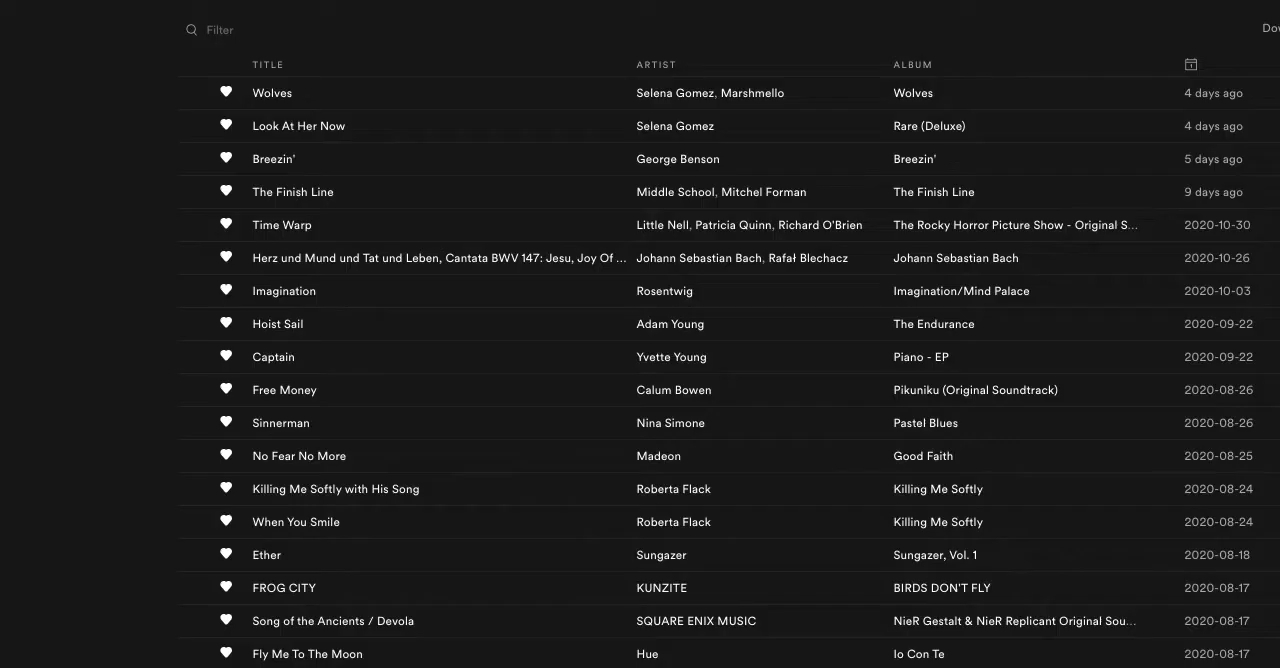 Filter
TITLE ARTIST ALBUM
Wolves Selena Gomez, Marshmello Wolves 4 days ago
Look At Her Now Selena Gomez Rare (Deluxe) 4 days ago
Breezin' George Benson Breezin' 5 days ago
The Finish Line Middle School, Mitchel Forman The Finish Line 9 days ago
Time Warp Little Nell, Patricia Quinn, Richard O'Brien The Rocky Horror Picture Show - Original S... 2020-10-30
Herz und Mund und Tat und Leben, Cantata BWV 147: Jesu, Joy Of ... Johann Sebastian Bach, Rafał Blechacz Johann Sebastian Bach 2020-10-26
Imagination Rosentwig Imagination/Mind Palace 2020-10-03
Hoist Sail Adam Young The Endurance 2020-09-22
Captain Yvette Young Piano - EP 2020-09-22
Free Money Calum Bowen Pikuniku (Original Soundtrack) 2020-08-26
Sinnerman Nina Simone Pastel Blues 2020-08-26
No Fear No More Madeon Good Faith 2020-08-25
Killing Me Softly with His Song Roberta Flack Killing Me Softly 2020-08-24
When You Smile Roberta Flack Killing Me Softly 2020-08-24
Ether Sungazer Sungazer, Vol. 1 2020-08-18
FROG CITY KUNZITE BIRDS DON'T FLY 2020-08-17
Song of the Ancients / Devola SQUARE ENIX MUSIC NieR Gestalt & NieR Replicant Original Sou... 2020-08-17
Fly Me To The Moon Hue Io Con Te 2020-08-17